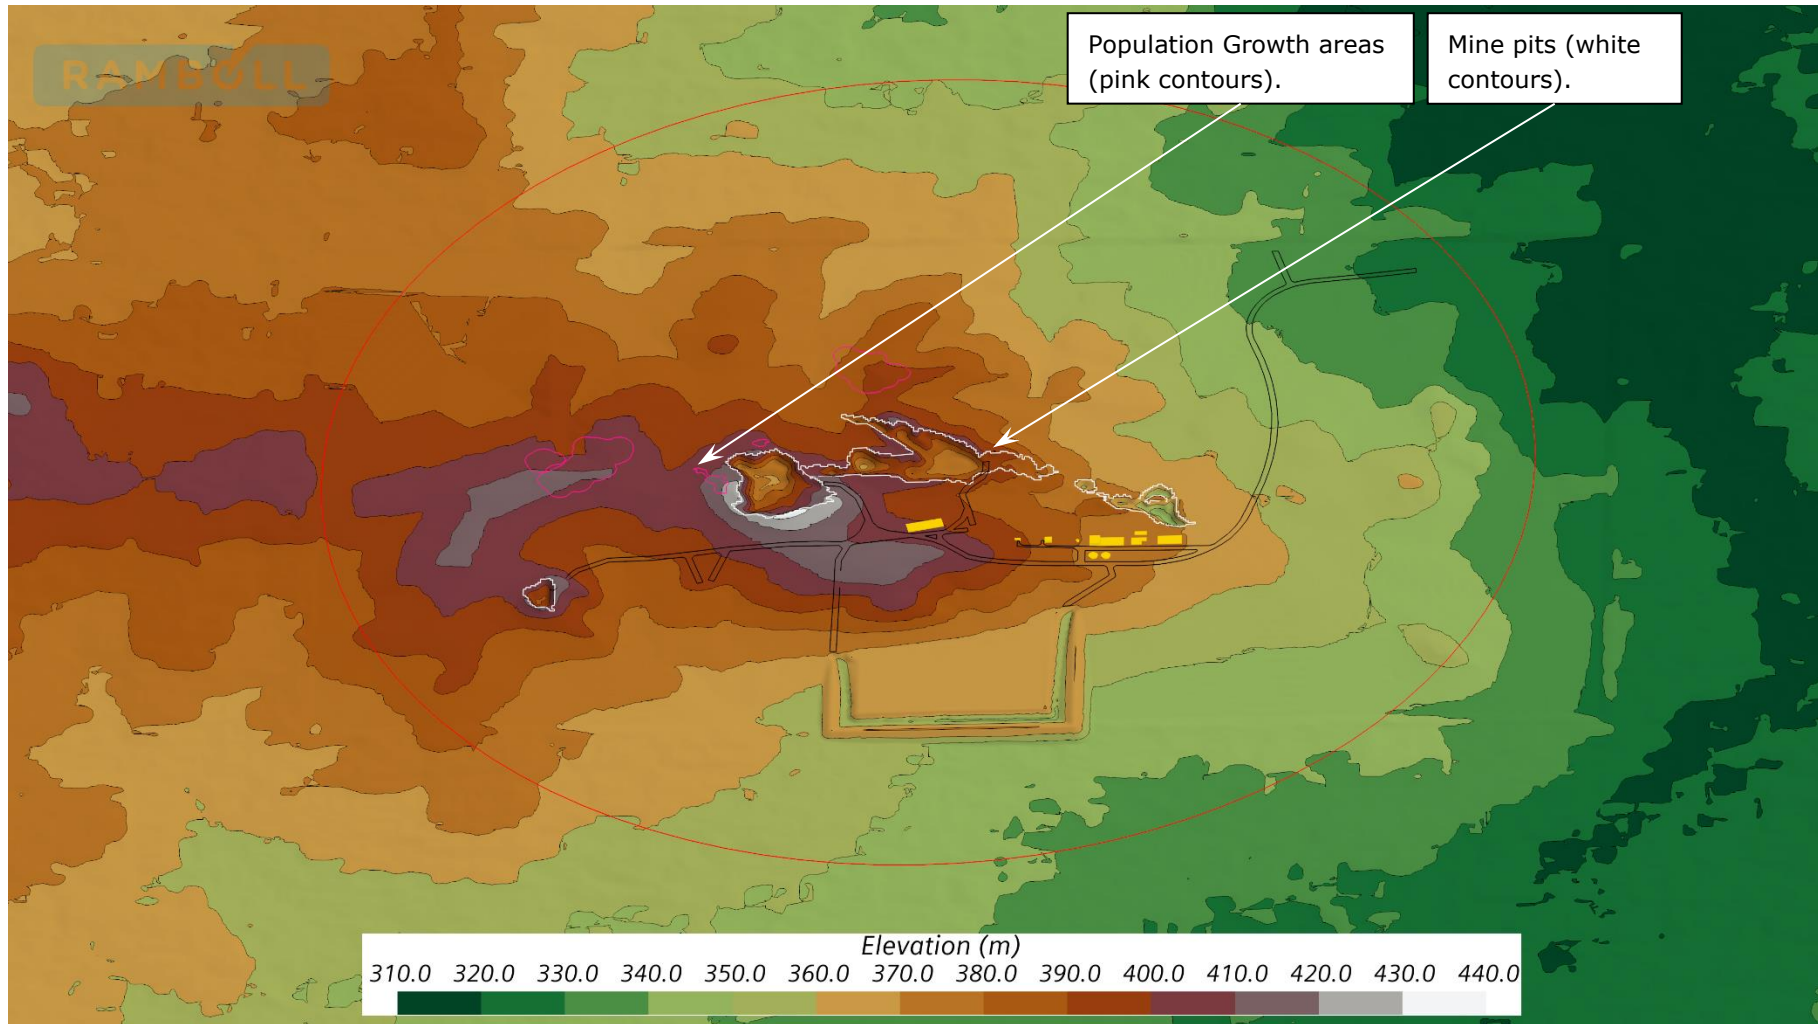 RAMBOLL
Population Growth areas
(pink contours).
Mine pits (white
contours).
Elevation (m)
310.0 320.0 330.0 340.0 350.0 360.0 370.0 380.0 390.0 400.0 410.0 420.0 430.0 440.0